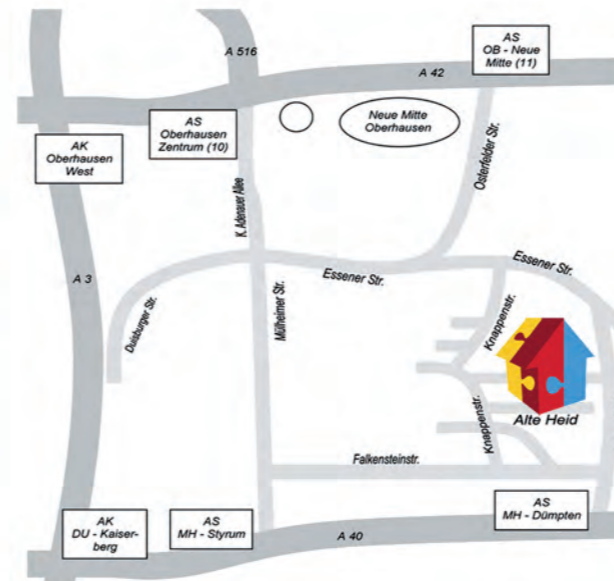 A 516
AS
OB - Neue
Mitte (11)
A 42
AS
Oberhausen
Zentrum (10)
Neue Mitte
Oberhausen
AK
Oberhausen
West
Osterfelder Str.
K. Adenauer Allee
A 3
Duisburger Str.
Essener Str.
Essener Str.
Mülheimer Str.
Knappenstr.
Alte Heid
Knappenstr.
Falkensteinstr.
AK
DU - Kaiser-
berg
AS
MH - Styrum
A 40
AS
MH - Dümpten